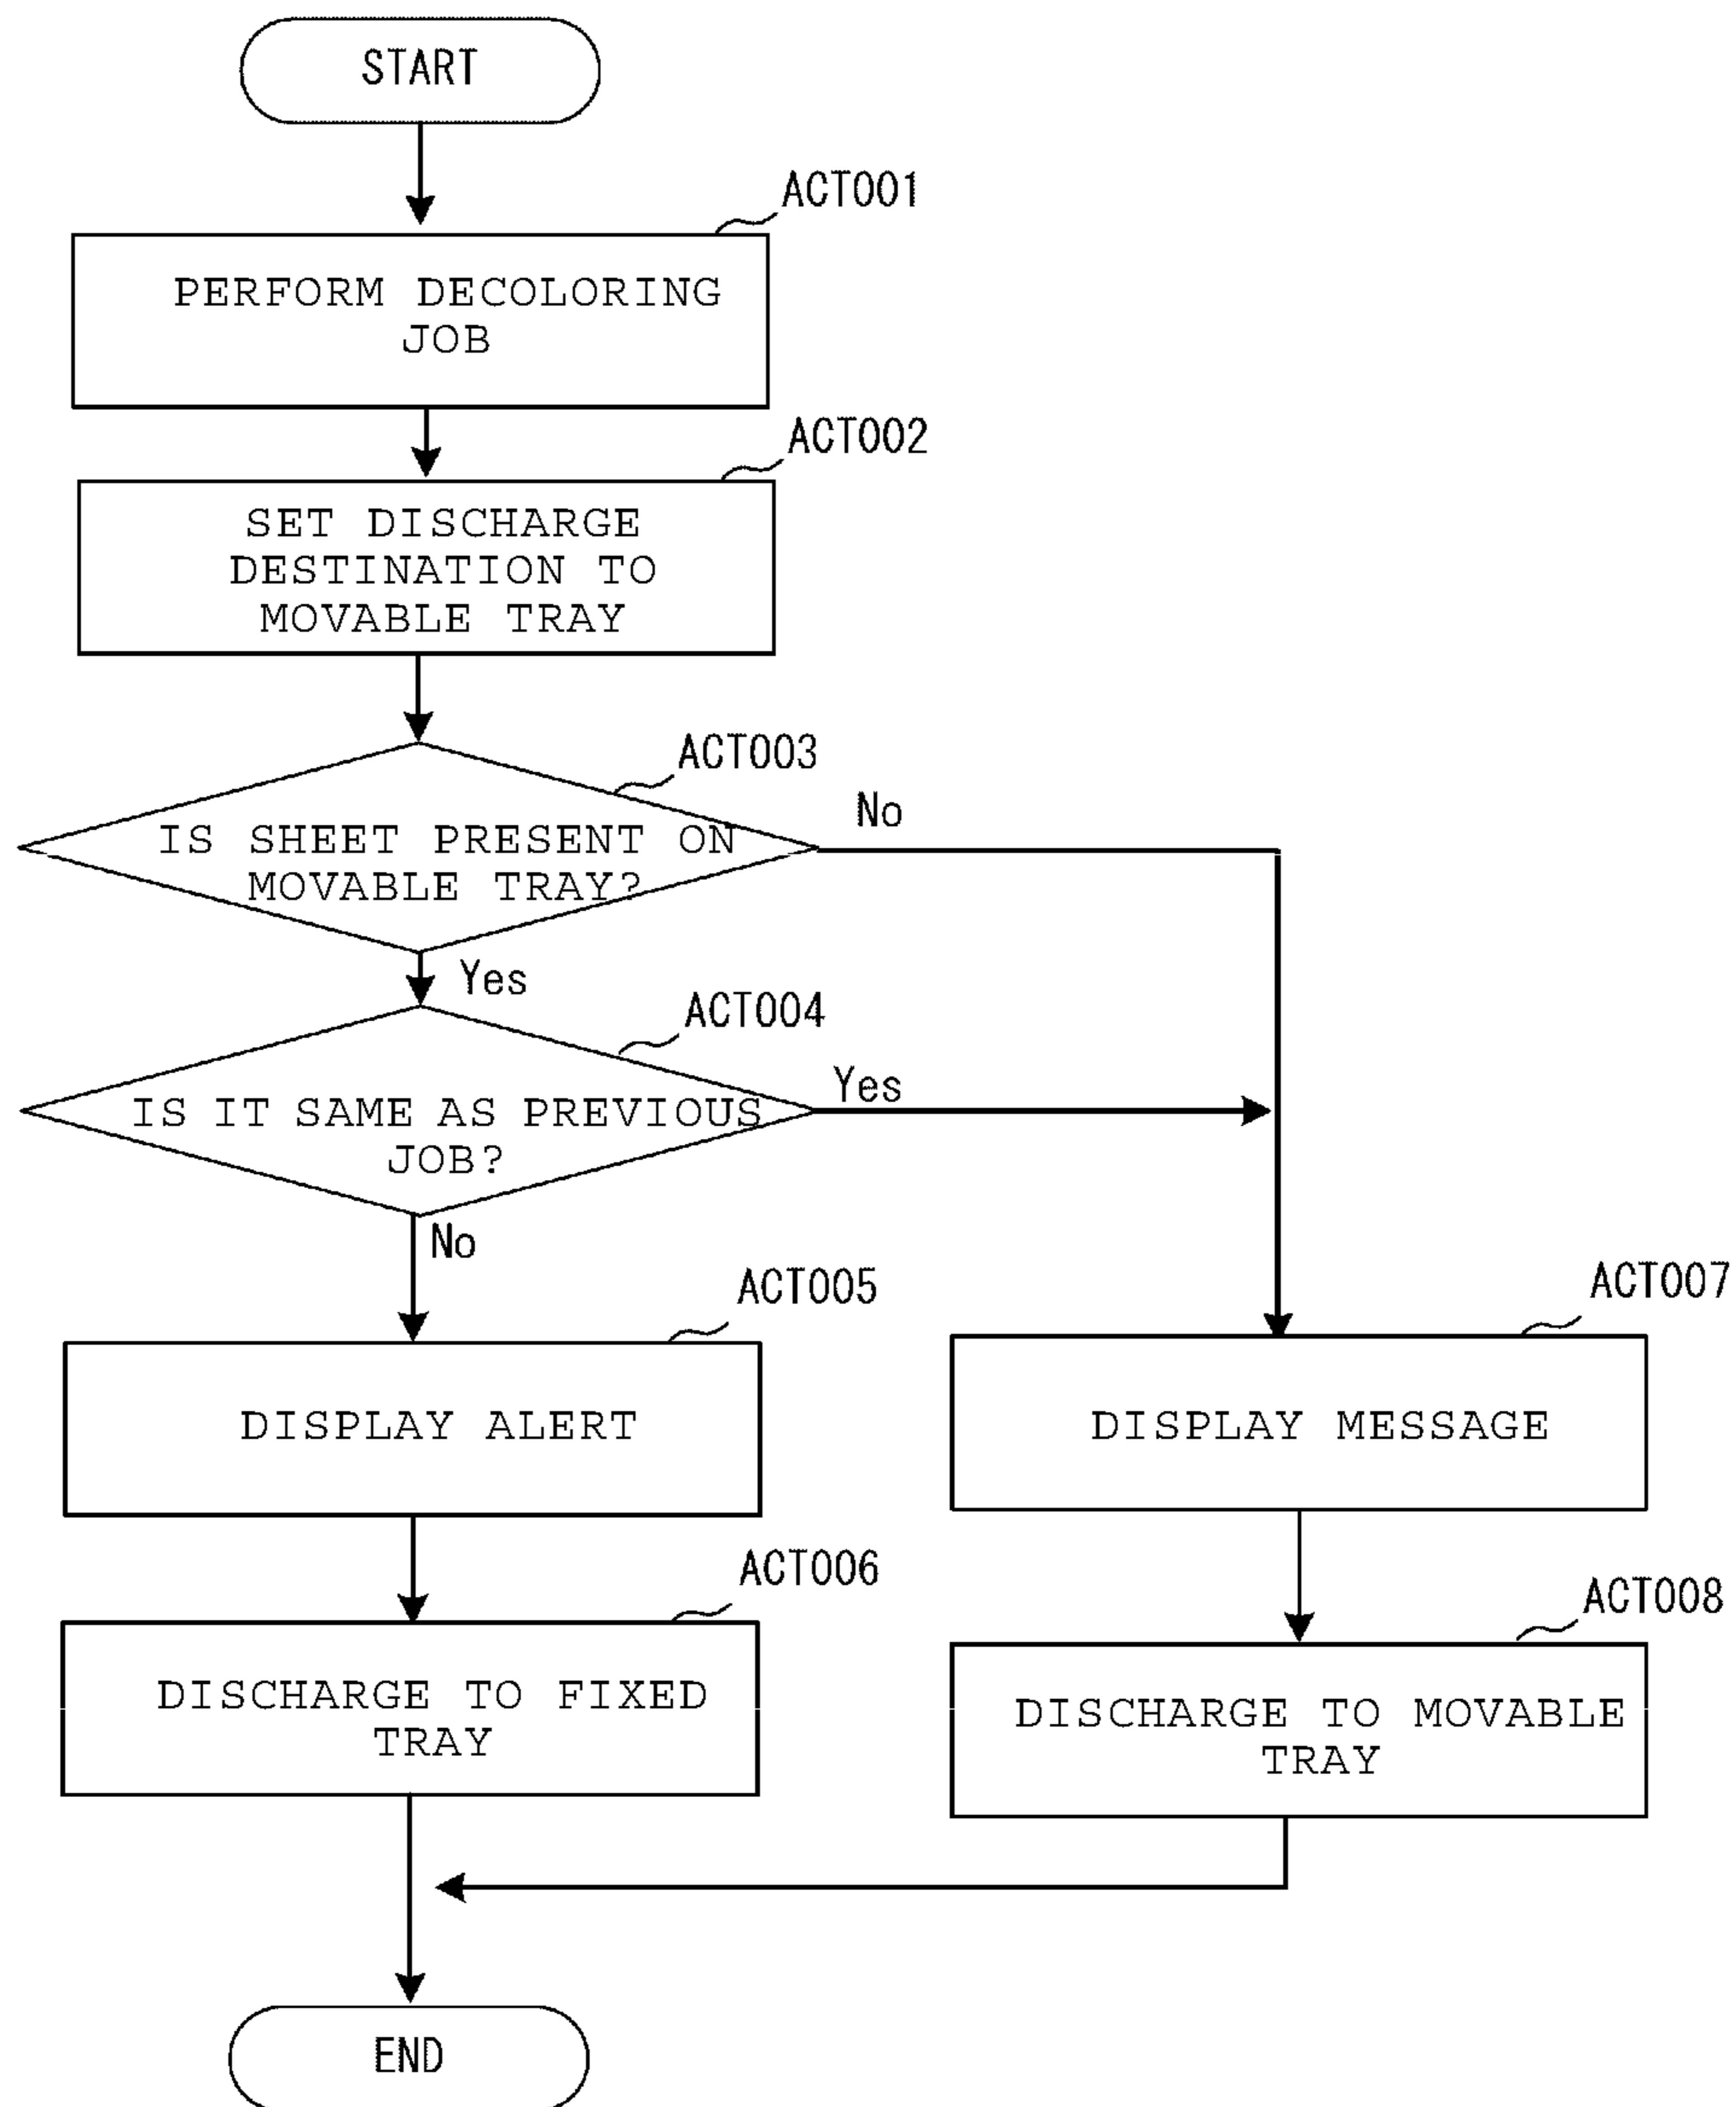 START
ACT001
PERFORM DECOLORING
JOB
ACT002
SET DISCHARGE
DESTINATION TO
MOVABLE TRAY
ACT003
No
IS SHEET PRESENT ON
MOVABLE TRAY?
Yes
ACT004
Yes
IS IT SAME AS PREVIOUS
JOB?
No
ACT005
DISPLAY ALERT
ACT006
DISCHARGE TO FIXED
TRAY
ACT007
DISPLAY MESSAGE
ACT008
DISCHARGE TO MOVABLE
TRAY
END